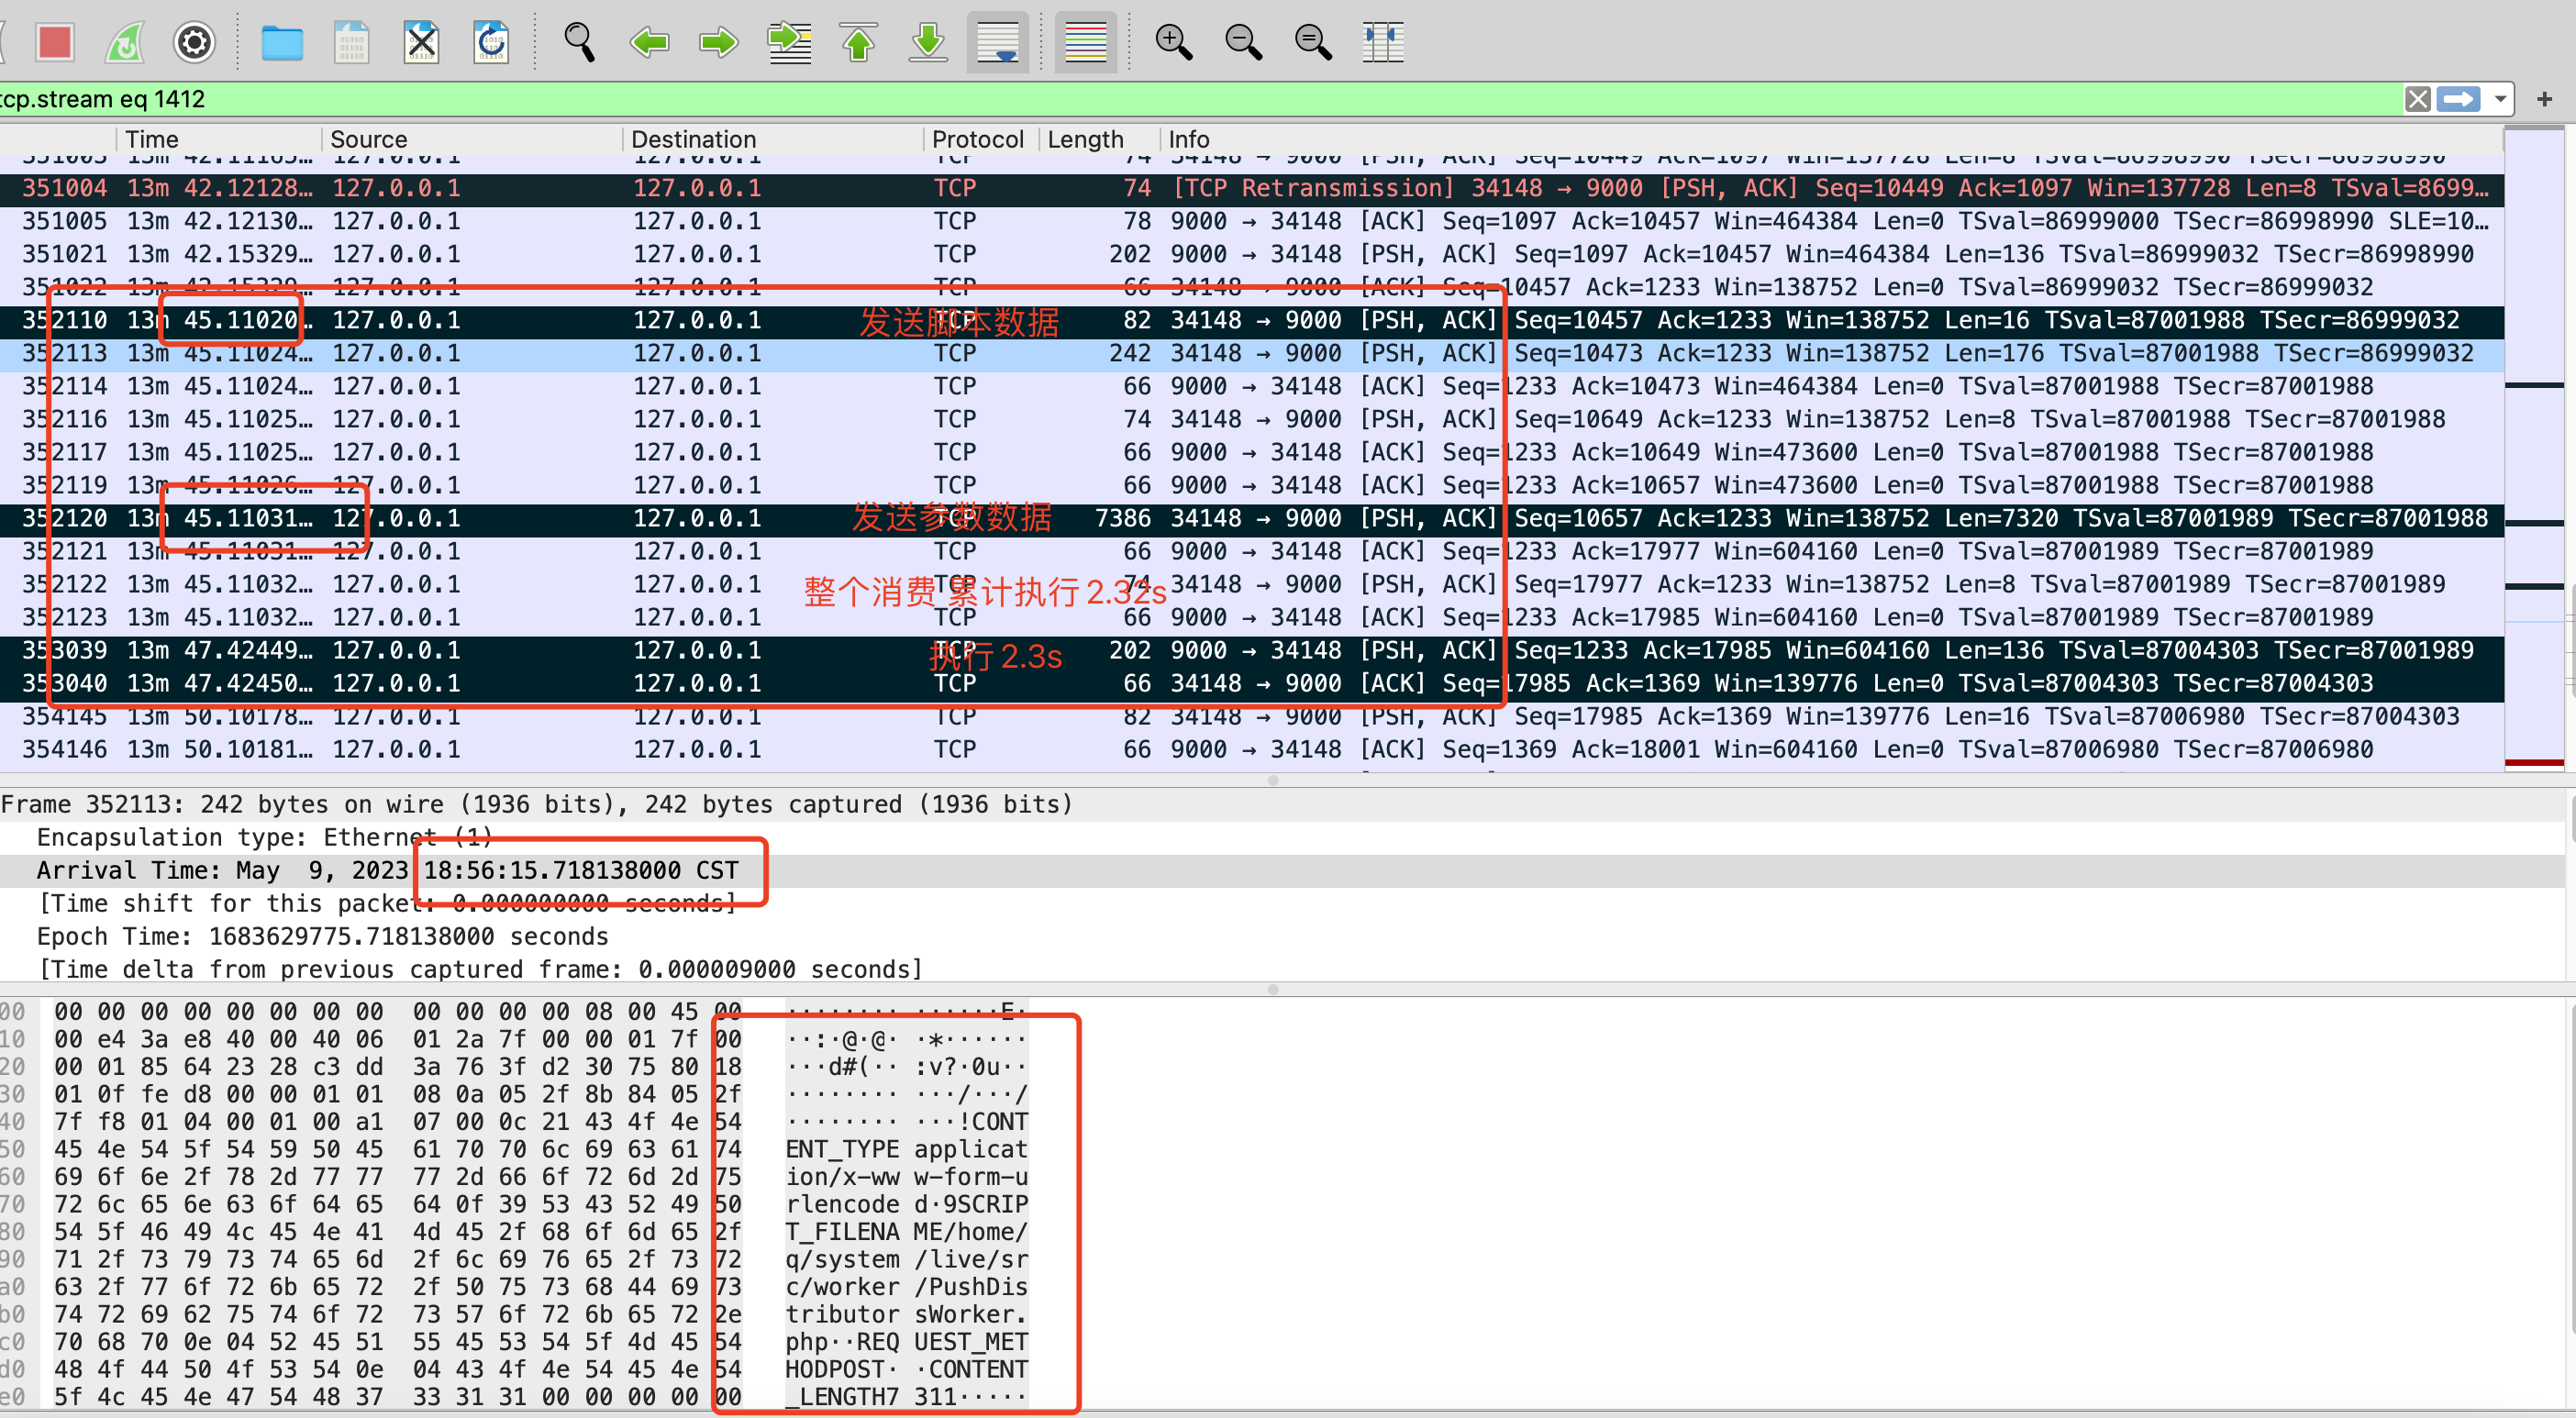 tcp.stream eq 1412
Time Source Destination Protocol Length Info
351003 13m 42.11163… 127.0.0.1 127.0.0.1 TCP 74 34148 → 9000 [PSH, ACK] Seq=10449 Ack=1097 Win=137728 Len=8 TSval=86998990 TSecr=86998990
351004 13m 42.12128… 127.0.0.1 127.0.0.1 TCP 74 [TCP Retransmission] 34148 → 9000 [PSH, ACK] Seq=10449 Ack=1097 Win=137728 Len=8 TSval=8699…
351005 13m 42.12130… 127.0.0.1 127.0.0.1 TCP 78 9000 → 34148 [ACK] Seq=1097 Ack=10457 Win=464384 Len=0 TSval=86999000 TSecr=86998990 SLE=10…
351021 13m 42.15329… 127.0.0.1 127.0.0.1 TCP 202 9000 → 34148 [PSH, ACK] Seq=1097 Ack=10457 Win=464384 Len=136 TSval=86999032 TSecr=86998990
351022 13m 42.15329… 127.0.0.1 127.0.0.1 TCP 66 34148 → 9000 [ACK] Seq=10457 Ack=1233 Win=138752 Len=0 TSval=86999032 TSecr=86999032
352110 13m 45.11020… 127.0.0.1 127.0.0.1 TCP 82 34148 → 9000 [PSH, ACK] Seq=10457 Ack=1233 Win=138752 Len=16 TSval=87001988 TSecr=86999032
发送脚本数据
352113 13m 45.11024… 127.0.0.1 127.0.0.1 TCP 242 34148 → 9000 [PSH, ACK] Seq=10473 Ack=1233 Win=138752 Len=176 TSval=87001988 TSecr=86999032
352114 13m 45.11024… 127.0.0.1 127.0.0.1 TCP 66 9000 → 34148 [ACK] Seq=1233 Ack=10473 Win=464384 Len=0 TSval=87001988 TSecr=87001988
352116 13m 45.11025… 127.0.0.1 127.0.0.1 TCP 74 34148 → 9000 [PSH, ACK] Seq=10649 Ack=1233 Win=138752 Len=8 TSval=87001988 TSecr=87001988
352117 13m 45.11025… 127.0.0.1 127.0.0.1 TCP 66 9000 → 34148 [ACK] Seq=1233 Ack=10649 Win=473600 Len=0 TSval=87001988 TSecr=87001988
352119 13m 45.11026… 127.0.0.1 127.0.0.1 TCP 66 9000 → 34148 [ACK] Seq=1233 Ack=10657 Win=473600 Len=0 TSval=87001988 TSecr=87001988
352120 13m 45.11031… 127.0.0.1 127.0.0.1 TCP 7386 34148 → 9000 [PSH, ACK] Seq=10657 Ack=1233 Win=138752 Len=7320 TSval=87001989 TSecr=87001988
发送参数数据
352121 13m 45.11031… 127.0.0.1 127.0.0.1 TCP 66 9000 → 34148 [ACK] Seq=1233 Ack=17977 Win=604160 Len=0 TSval=87001989 TSecr=87001989
352122 13m 45.11032… 127.0.0.1 127.0.0.1 TCP 74 34148 → 9000 [PSH, ACK] Seq=17977 Ack=1233 Win=138752 Len=8 TSval=87001989 TSecr=87001989
整个消费 累计执行2.32s
352123 13m 45.11032… 127.0.0.1 127.0.0.1 TCP 66 9000 → 34148 [ACK] Seq=1233 Ack=17985 Win=604160 Len=0 TSval=87001989 TSecr=87001989
353039 13m 47.42449… 127.0.0.1 127.0.0.1 TCP 202 9000 → 34148 [PSH, ACK] Seq=1233 Ack=17985 Win=604160 Len=136 TSval=87004303 TSecr=87001989
执行2.3s
353040 13m 47.42450… 127.0.0.1 127.0.0.1 TCP 66 34148 → 9000 [ACK] Seq=17985 Ack=1369 Win=139776 Len=0 TSval=87004303 TSecr=87004303
354145 13m 50.10178… 127.0.0.1 127.0.0.1 TCP 82 34148 → 9000 [PSH, ACK] Seq=17985 Ack=1369 Win=139776 Len=16 TSval=87006980 TSecr=87004303
354146 13m 50.10181… 127.0.0.1 127.0.0.1 TCP 66 9000 → 34148 [ACK] Seq=1369 Ack=18001 Win=604160 Len=0 TSval=87006980 TSecr=87006980
Frame 352113: 242 bytes on wire (1936 bits), 242 bytes captured (1936 bits)
Encapsulation type: Ethernet (1)
Arrival Time: May  9, 2023 18:56:15.718138000 CST
[Time shift for this packet: 0.000000000 seconds]
Epoch Time: 1683629775.718138000 seconds
[Time delta from previous captured frame: 0.000009000 seconds]
00 00 00 00 00 00 00 00 00 00 00 00 00 08 00 45 00 ········ ······E·
10 00 e4 3a e8 40 00 40 06 01 2a 7f 00 00 01 7f 00 ··:·@·@· ·*······
20 00 01 85 64 23 28 c3 dd 3a 76 3f d2 30 75 80 18 ···d#(·· :v?·0u··
30 01 0f fe d8 00 00 01 01 08 0a 05 2f 8b 84 05 2f ········ ···/···/
40 7f f8 01 04 00 01 00 a1 07 00 0c 21 43 4f 4e 54 ········ ···!CONT
50 45 4e 54 5f 54 59 50 45 61 70 70 6c 69 63 61 74 ENT_TYPE applicat
60 69 6f 6e 2f 78 2d 77 77 77 2d 66 6f 72 6d 2d 75 ion/x-ww w-form-u
70 72 6c 65 6e 63 6f 64 65 64 0f 39 53 43 52 49 50 rlencode d·9SCRIP
80 54 5f 46 49 4c 45 4e 41 4d 45 2f 68 6f 6d 65 2f T_FILENA ME/home/
90 71 2f 73 79 73 74 65 6d 2f 6c 69 76 65 2f 73 72 q/system /live/sr
a0 63 2f 77 6f 72 6b 65 72 2f 50 75 73 68 44 69 73 c/worker /PushDis
b0 74 72 69 62 75 74 6f 72 73 57 6f 72 6b 65 72 2e tributor sWorker.
c0 70 68 70 0e 04 52 45 51 55 45 53 54 5f 4d 45 54 php··REQ UEST_MET
d0 48 4f 44 50 4f 53 54 0e 04 43 4f 4e 54 45 4e 54 HODPOST· ·CONTENT
e0 5f 4c 45 4e 47 54 48 37 33 31 31 00 00 00 00 00 _LENGTH7 311·····